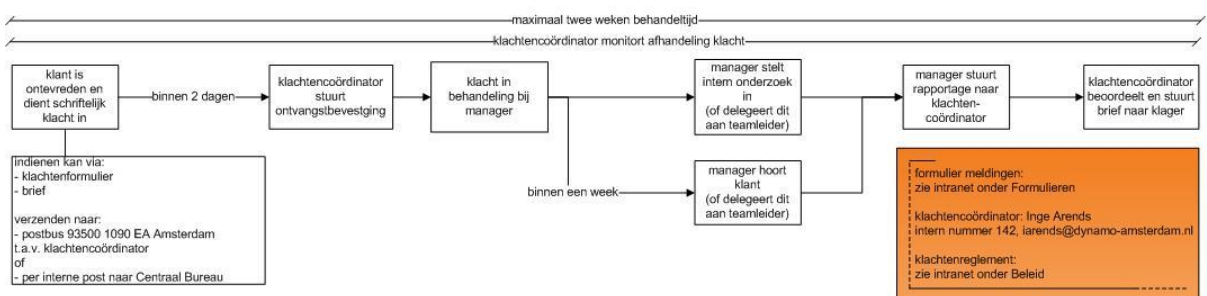 maximaal twee weken behandeltijd
klachtencoördinator monitort afhandeling klacht
klant is
ontevreden en
dient schriftelijk
klacht in
binnen 2 dagen
klachtencoördinator
stuurt
ontvangstbevestging
klacht in
behandeling bij
manager
manager stelt
intern onderzoek
in
(of delegeert dit
aan teamleider)
manager stuurt
rapportage naar
klachten-
coördinator
klachtencoördinator
beoordeelt en stuurt
brief naar klager
indienen kan via:
- klachtenformulier
- brief
verzenden naar:
- postbus 93500 1090 EA Amsterdam
t.a.v. klachtencoördinator
of
- per interne post naar Centraal Bureau
binnen een week
manager hoort
klant
(of delegeert dit
aan teamleider)
formulier meldingen:
zie intranet onder Formulieren
klachtencoördinator: Inge Arends
intern nummer 142, iarends@dynamo-amsterdam.nl
klachtenreglement:
zie intranet onder Beleid